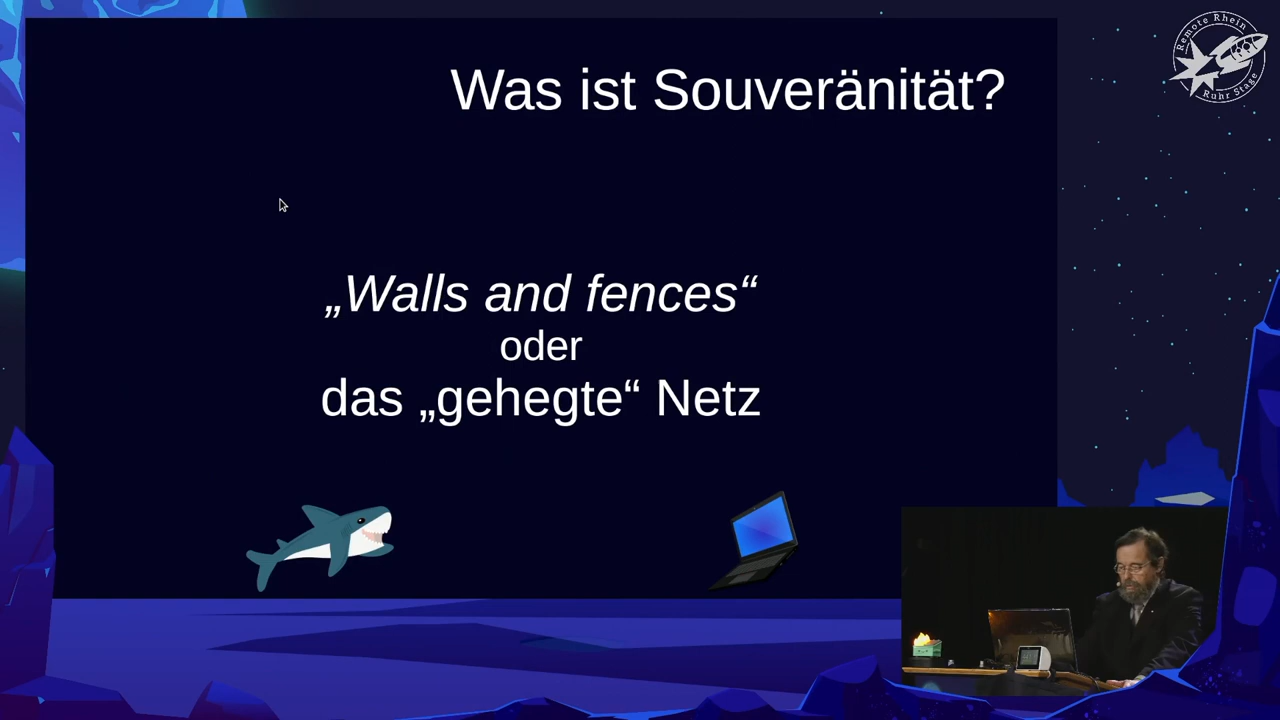 Remote Rhein
Ruhr Stage
Was ist Souveränität?
„Walls and fences“
oder
das „gehegte“ Netz